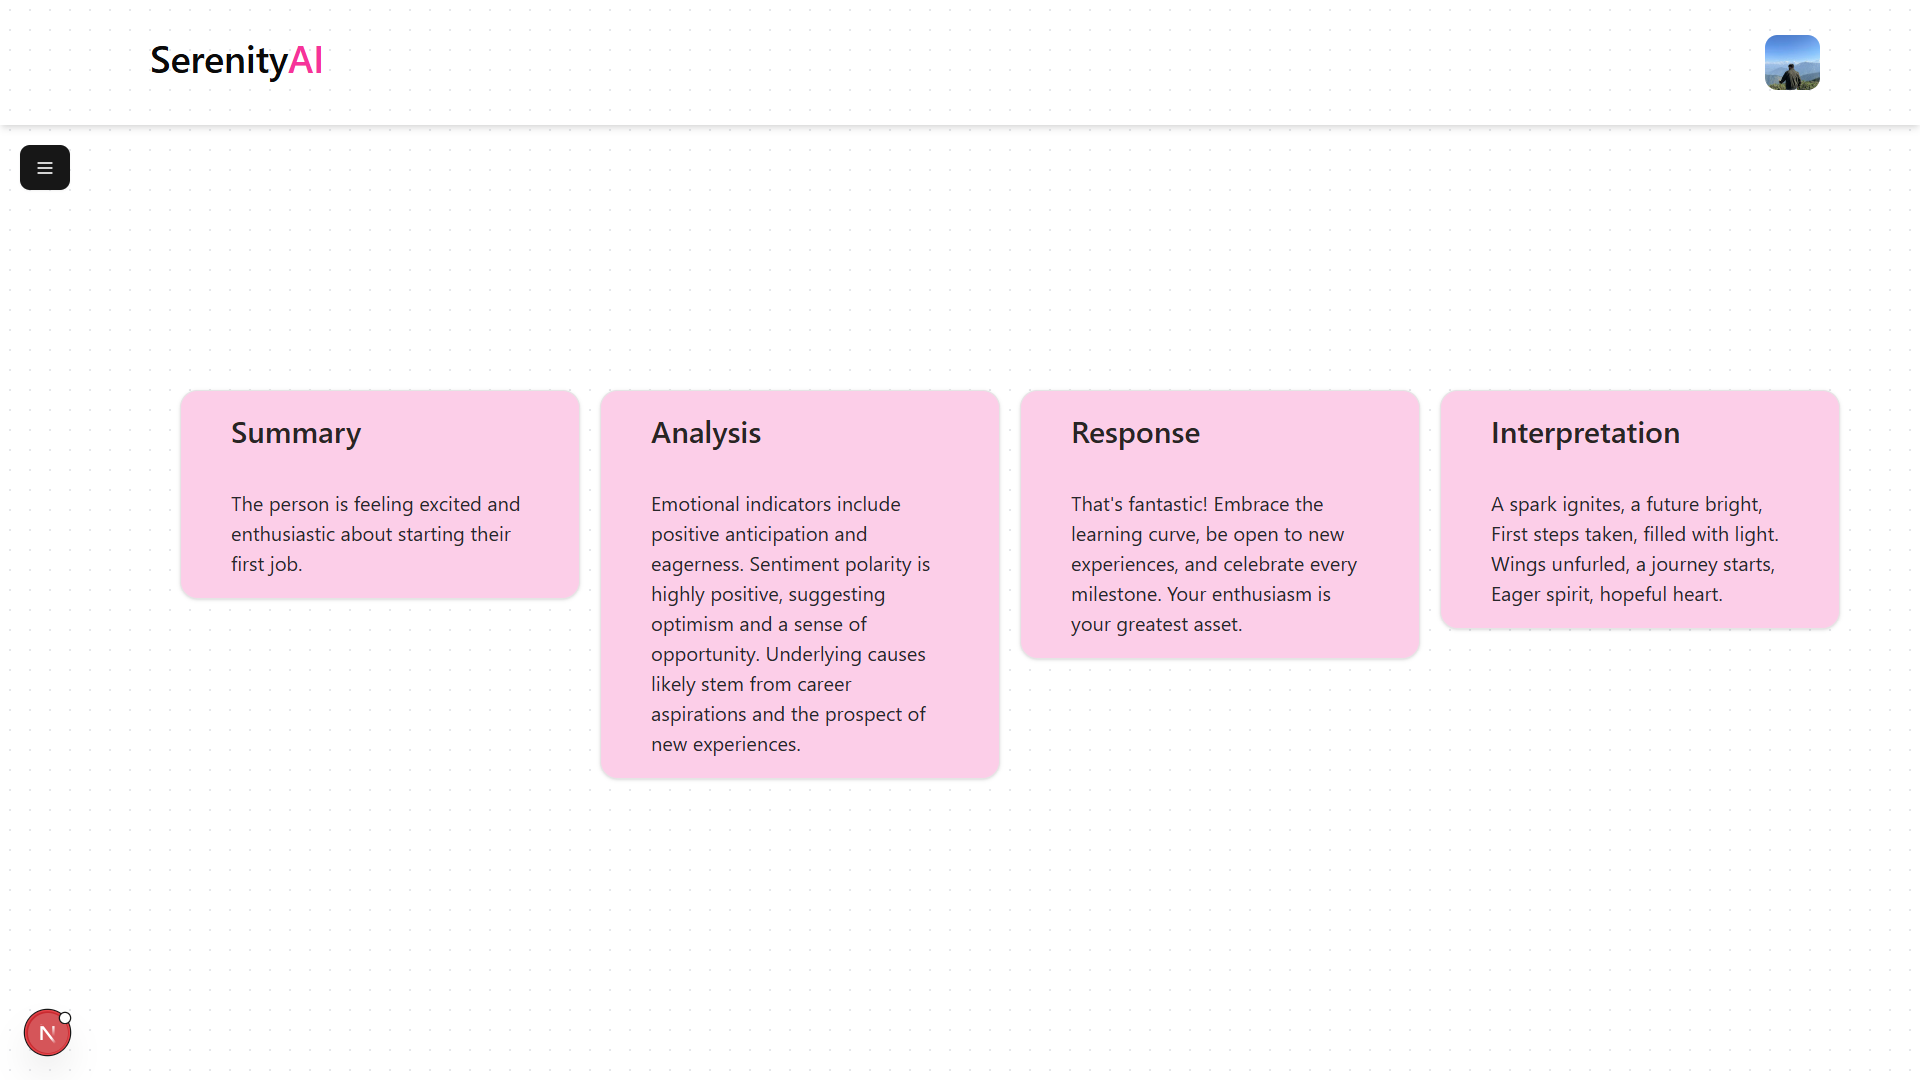 SerenityAI
Summary
The person is feeling excited and
enthusiastic about starting their
first job.
Analysis
Emotional indicators include
positive anticipation and
eagerness. Sentiment polarity is
highly positive, suggesting
optimism and a sense of
opportunity. Underlying causes
likely stem from career
aspirations and the prospect of
new experiences.
Response
That's fantastic! Embrace the
learning curve, be open to new
experiences, and celebrate every
milestone. Your enthusiasm is
your greatest asset.
Interpretation
A spark ignites, a future bright,
First steps taken, filled with light.
Wings unfurled, a journey starts,
Eager spirit, hopeful heart.
N